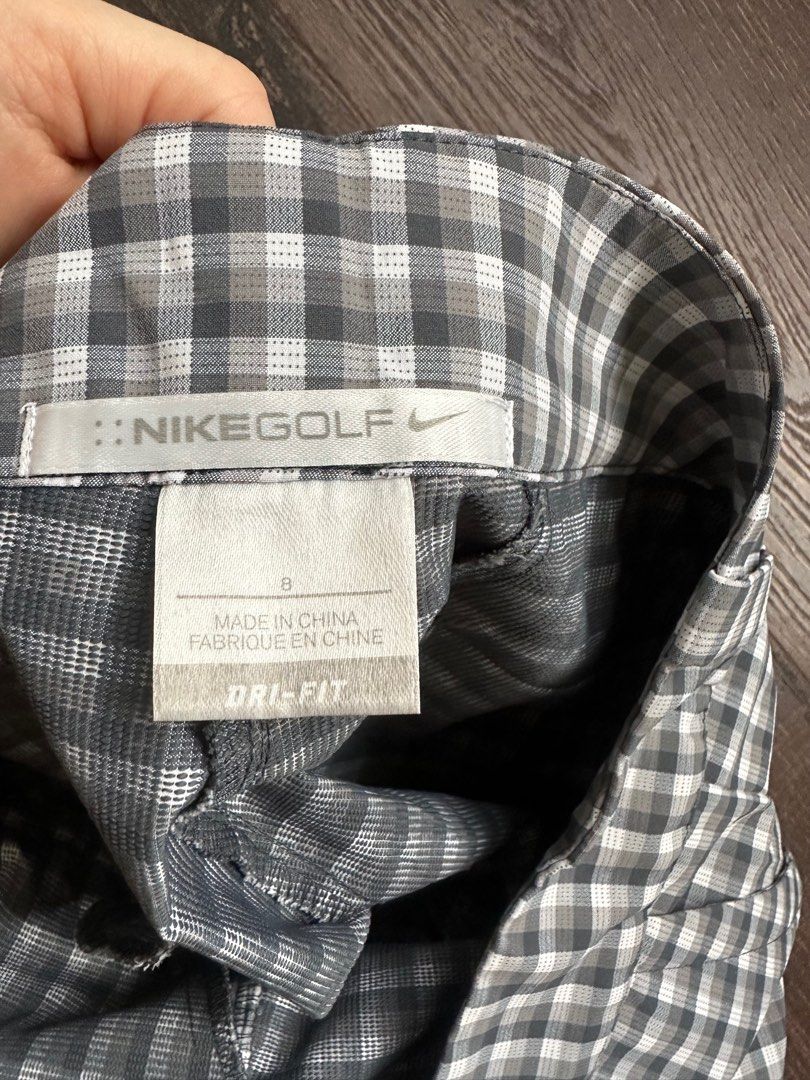 NIKEGOLF
8
MADE IN CHINA
FABRIQUE EN CHINE
DRI-FIT